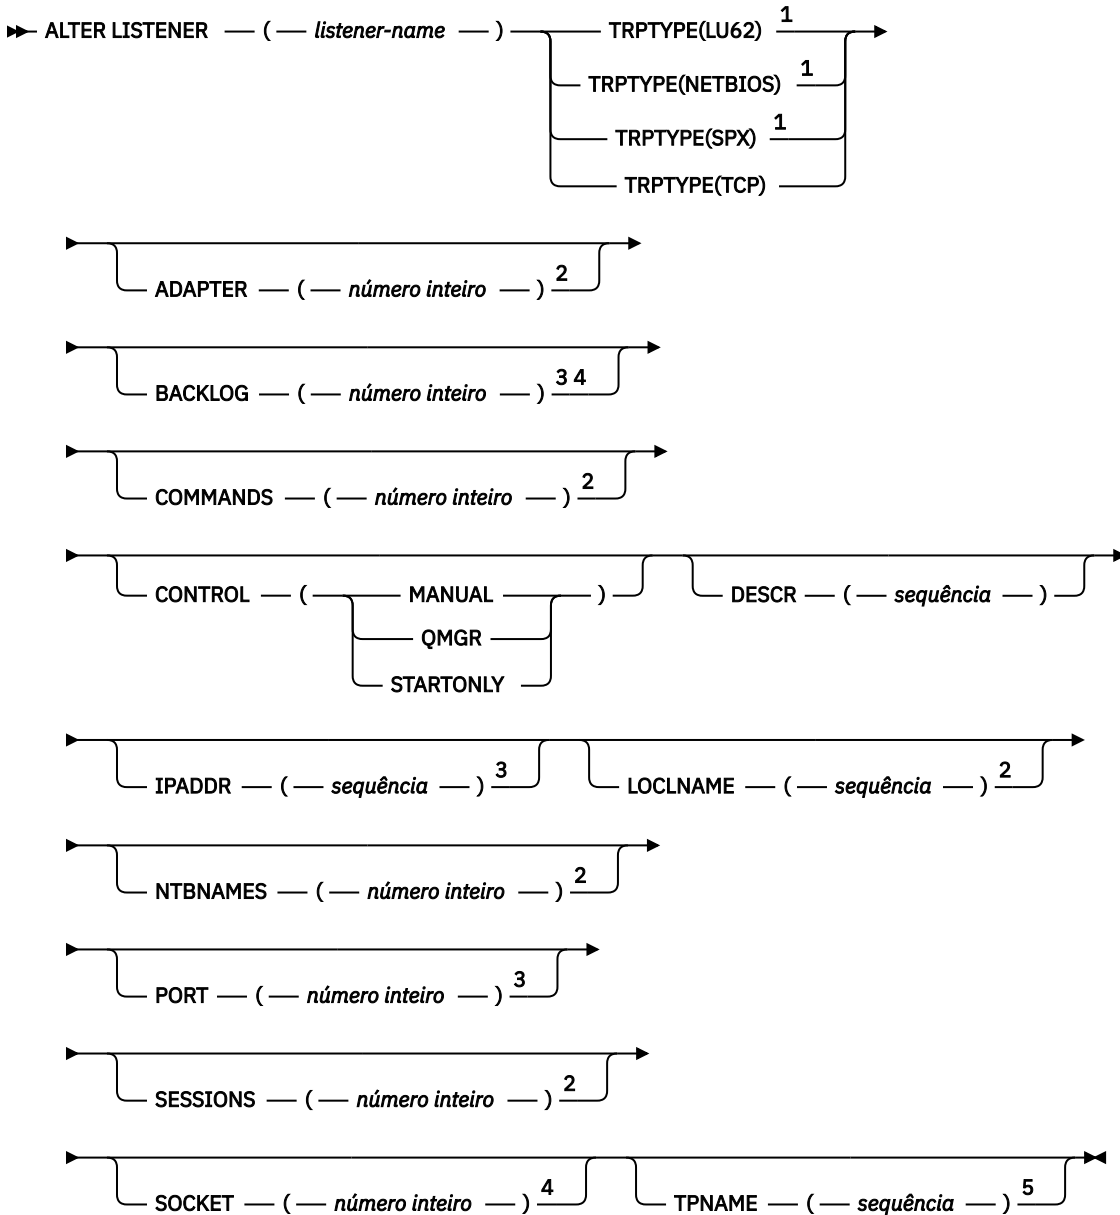 ALTER LISTENER ( listener-name ) TRPTYPE(LU62) 1
TRPTYPE(NETBIOS) 1
TRPTYPE(SPX) 1
TRPTYPE(TCP)
ADAPTER ( número inteiro ) 2
BACKLOG ( número inteiro ) 3 4
COMMANDS ( número inteiro ) 2
CONTROL ( MANUAL ) DESCR ( sequência )
QMGR
STARTONLY
IPADDR ( sequência ) 3 LOCLNAME ( sequência ) 2
NTBNAMES ( número inteiro ) 2
PORT ( número inteiro ) 3
SESSIONS ( número inteiro ) 2
SOCKET ( número inteiro ) 4 TPNAME ( sequência ) 5